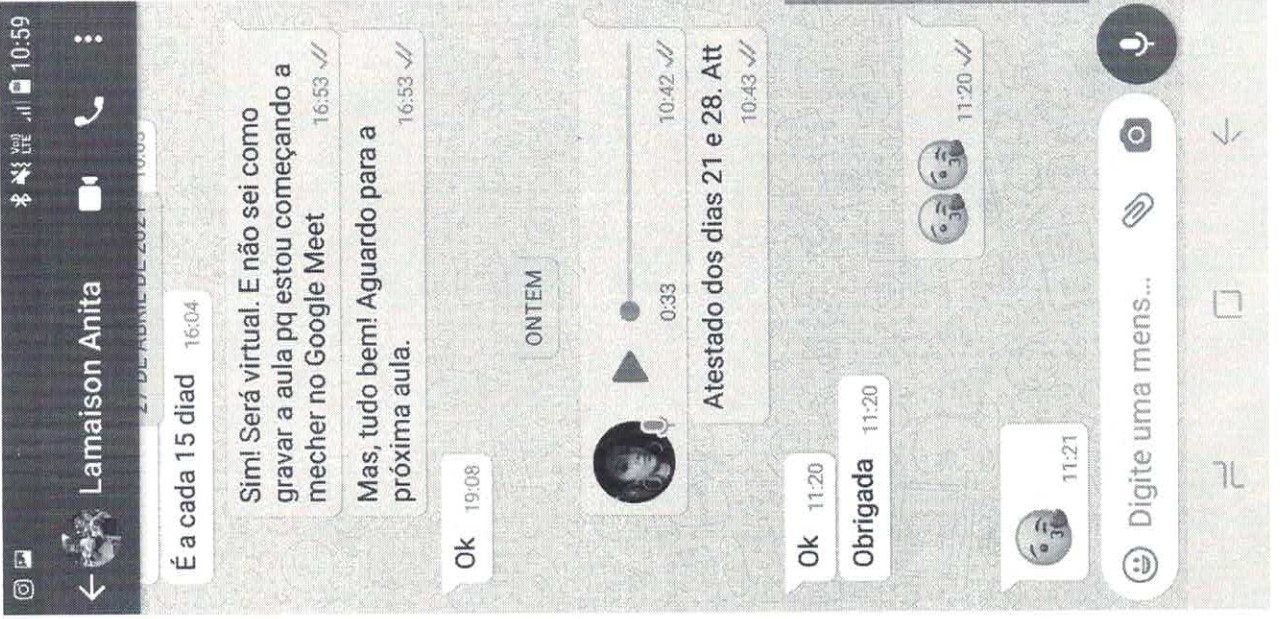 10:59
Lamaison Anita
27 DE ABRIL DE 2021
É a cada 15 diad 16:04
Sim! Será virtual. E não sei como
gravar a aula pq estou começando a
mecher no Google Meet 16:53
Mas, tudo bem! Aguardo para a
próxima aula. 16:53
Ok 19:08
ONTEM
0:33 10:42
Atestado dos dias 21 e 28. Att
10:43
Ok 11:20
Obrigada 11:20
😘😘 11:20
😘 11:21
Digite uma mens...